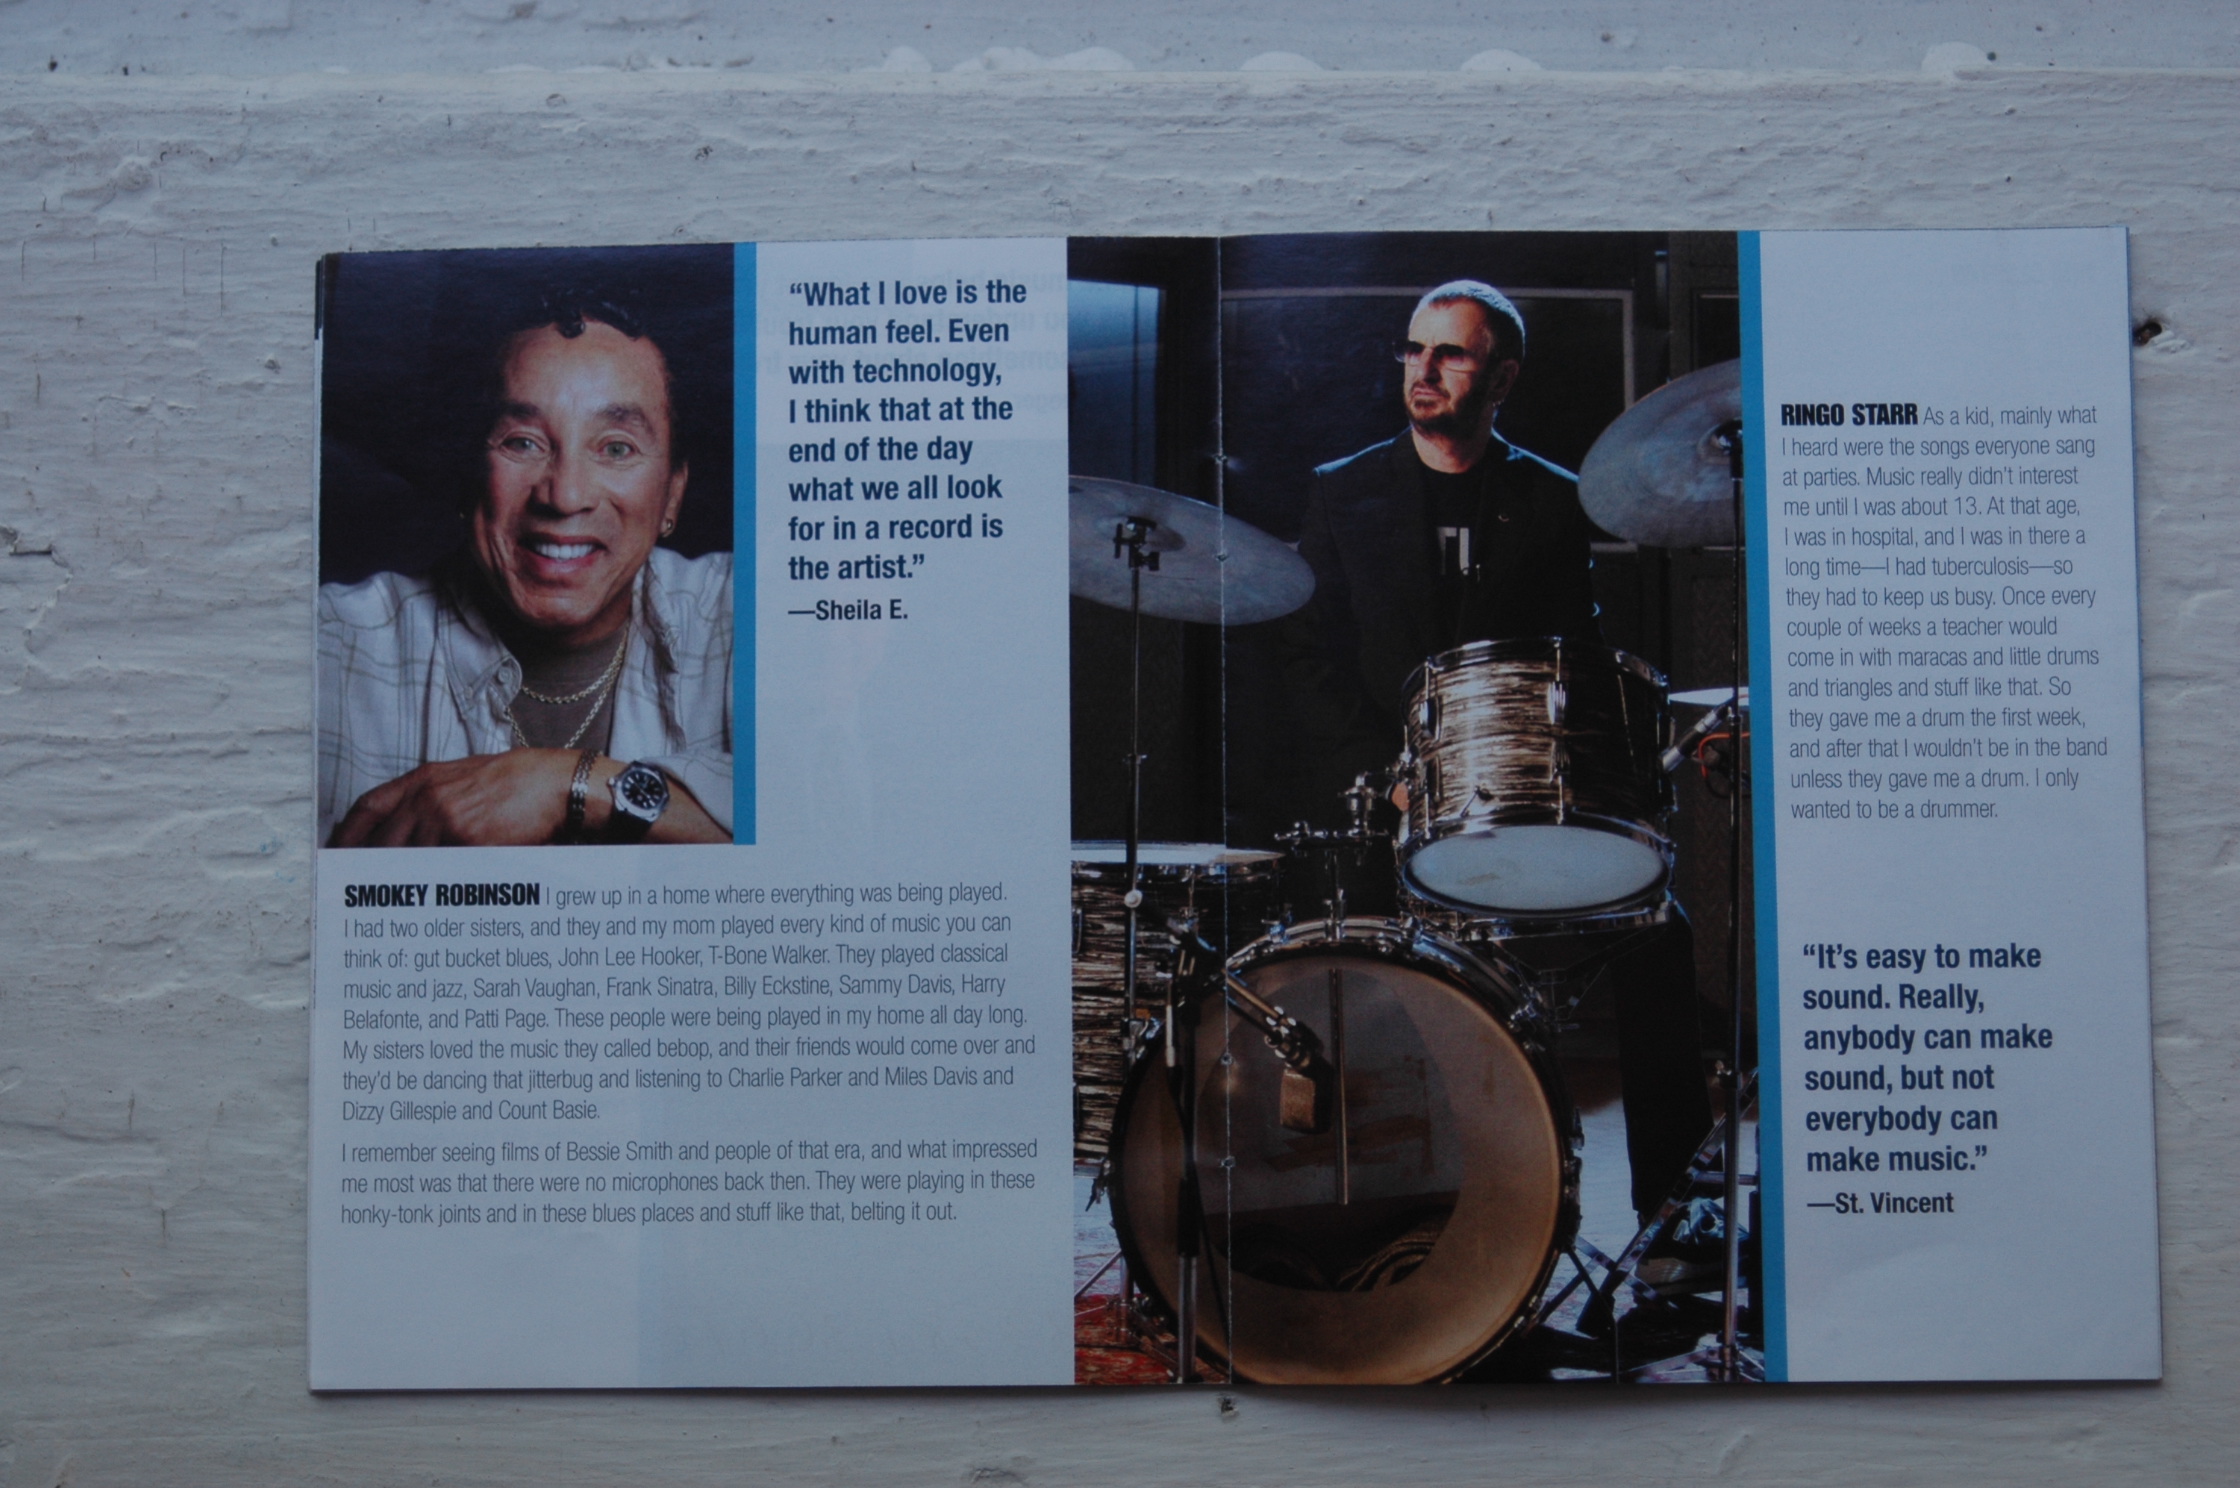 “What I love is the
human feel. Even
with technology,
I think that at the
end of the day
what we all look
for in a record is
the artist.”
—Sheila E.
SMOKEY ROBINSON I grew up in a home where everything was being played.
I had two older sisters, and they and my mom played every kind of music you can
think of: gut bucket blues, John Lee Hooker, T-Bone Walker. They played classical
music and jazz, Sarah Vaughan, Frank Sinatra, Billy Eckstine, Sammy Davis, Harry
Belafonte, and Patti Page. These people were being played in my home all day long.
My sisters loved the music they called bebop, and their friends would come over and
they’d be dancing that jitterbug and listening to Charlie Parker and Miles Davis and
Dizzy Gillespie and Count Basie.
I remember seeing films of Bessie Smith and people of that era, and what impressed
me most was that there were no microphones back then. They were playing in these
honky-tonk joints and in these blues places and stuff like that, belting it out.
RINGO STARR As a kid, mainly what
I heard were the songs everyone sang
at parties. Music really didn’t interest
me until I was about 13. At that age,
I was in hospital, and I was in there a
long time—I had tuberculosis—so
they had to keep us busy. Once every
couple of weeks a teacher would
come in with maracas and little drums
and triangles and stuff like that. So
they gave me a drum the first week,
and after that I wouldn’t be in the band
unless they gave me a drum. I only
wanted to be a drummer.
“It’s easy to make
sound. Really,
anybody can make
sound, but not
everybody can
make music.”
—St. Vincent